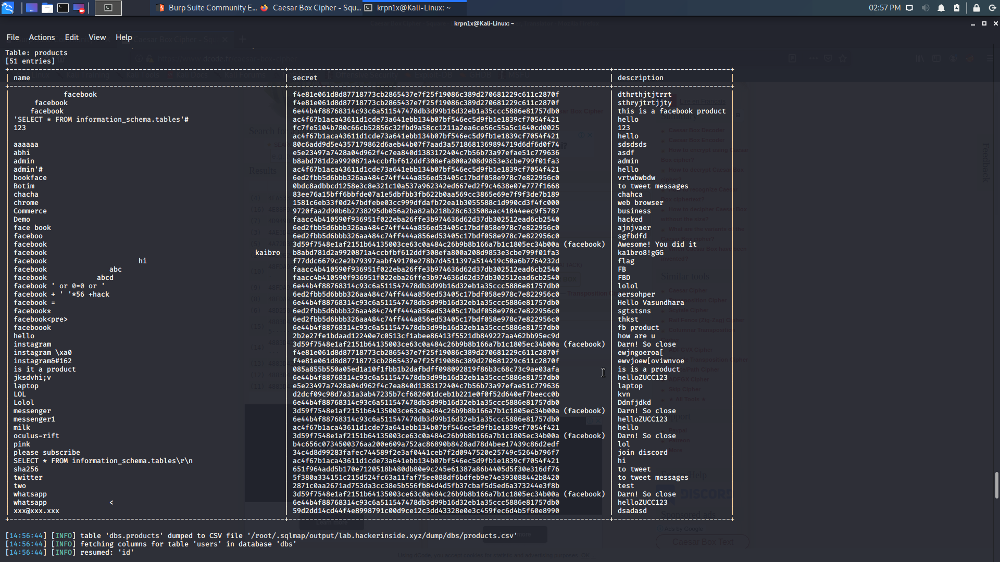 Burp Suite Community E...
Caesar Box Cipher - Squ...
krpn1x@Kali-Linux: ~
02:57 PM
krpn1x@Kali-Linux:~
File Actions Edit View Help
Table: products
[51 entries]
name | secret | description
facebook | f4e81e061d8d87718773cb2865437e7f25f19086c389d270681229c611c2870f | dthrthjtjtrrt
facebook | f4e81e061d8d87718773cb2865437e7f25f19086c389d270681229c611c2870f | sthryjtrtjjty
facebook | 6e44b4f88768314c93c6a511547478db3d99b16d32eb1a35ccc5886e81757db0 | this is a facebook product
'SELECT * FROM information_schema.tables'# | ac4f67b1aca43611d1cde73a641ebb134b07bf546ec5d9fb1e1839cf7054f421 | hello
123 | fc7fe5104b780c66cb52856c32fbd9a58cc1211a2ea6ce56c55a5c1640cd0025 | 123
| ac4f67b1aca43611d1cde73a641ebb134b07bf546ec5d9fb1e1839cf7054f421 | hello
aaaaaa | 80c6add9d5e4357179862d6aeb44b07f7aad3a5718681369894719d6df6d0f74 | sdsdsds
abhi | e5e23497a7428a04d962f4c7ea840d1383172404c7b56b73a97efae51c779636 | asdf
admin | b8abd781d2a9920871a4ccbfbf612ddf308efa800a208d9853e3cbe799f01fa3 | admin
admin'# | ac4f67b1aca43611d1cde73a641ebb134b07bf546ec5d9fb1e1839cf7054f421 | hello
bookface | 6ed2fbb5d6bbb326aa484c74ff444a856ed53405c17bdf058e978c7e822956c0 | vrtwbwbdw
Botim | 0bdc8adbbcd1258e3c8e321c10a537a962342ed667ed2f9c4638e07e777f1668 | to tweet messages
chacha | 83ee76a15bff6bbfde07a1e5dbfbb3fb622b0aa569cc3865e69e7f9f3de7b189 | chahca
chrome | 1581c9eb33f0d247bdfebe03cc999dfdafb72ea1b3055588c1d990cd3f4fc000 | web browser
Commerce | 9720faa2d90b6b2738295db056a2ba82ab218b28c633508aac41844eec9f5787 | business
Demo | faacc4b410590f936951f022eba26ffe3b974636d62d37db302512ead6cb2540 | hacked
face book | 6ed2fbb5d6bbb326aa484c74ff444a856ed53405c17bdf058e978c7e822956c0 | ajnjvaer
faceboo | 6ed2fbb5d6bbb326aa484c74ff444a856ed53405c17bdf058e978c7e822956c0 | sgfbdfd
facebook | 3d59f7548e1af2151b64135003ce63c0a484c26b9b8b166a7b1c1805ec34b00a (facebook) | Awesome! You did it
facebook kaibro | b8abd781d2a9920871a4ccbfbf612ddf308efa800a208d9853e3cbe799f01fa3 | ka1bro8!gGG
facebook hi | f77ddc6679c2e2b79397aabf49170e278b7d4511397a514419c50a6b7764232d | flag
facebook abc | faacc4b410590f936951f022eba26ffe3b974636d62d37db302512ead6cb2540 | FB
facebook abcd | faacc4b410590f936951f022eba26ffe3b974636d62d37db302512ead6cb2540 | FBD
facebook ' or 0=0 or ' | 6e44b4f88768314c93c6a511547478db3d99b16d32eb1a35ccc5886e81757db0 | lolol
facebook + ' '*56 +hack | 6ed2fbb5d6bbb326aa484c74ff444a856ed53405c17bdf058e978c7e822956c0 | aersohper
facebook = | 6e44b4f88768314c93c6a511547478db3d99b16d32eb1a35ccc5886e81757db0 | Hello Vasundhara
facebook* | 6ed2fbb5d6bbb326aa484c74ff444a856ed53405c17bdf058e978c7e822956c0 | sgtstsns
facebook<pre> | 6ed2fbb5d6bbb326aa484c74ff444a856ed53405c17bdf058e978c7e822956c0 | thkst
faceboook | 6e44b4f88768314c93c6a511547478db3d99b16d32eb1a35ccc5886e81757db0 | fb product
hello | 2b2e27fe1bdaad12240e7c0513cf1abee86413f5521db849227aa462bb95ec9d | how are u
instagram | 3d59f7548e1af2151b64135003ce63c0a484c26b9b8b166a7b1c1805ec34b00a (facebook) | Darn! So close
instagram \xa0 | f4e81e061d8d87718773cb2865437e7f25f19086c389d270681229c611c2870f | ewjngoeroa[
instagram&#162 | f4e81e061d8d87718773cb2865437e7f25f19086c389d270681229c611c2870f | ewvjoew[oviwnvoe
is it a product | 085a855b550a05ed1a10f1fbb1b2dafbdff098092819f86b3c68c73c9ae03afa | is is a product
jksdvhi;v | 6e44b4f88768314c93c6a511547478db3d99b16d32eb1a35ccc5886e81757db0 | helloZUCC123
laptop | e5e23497a7428a04d962f4c7ea840d1383172404c7b56b73a97efae51c779636 | laptop
LOL | d2dcf09c98d7a31a3ab47235b7cf682601dceb1b221e0f0f52d640ef7beecc0b | kvn
Lolol | 6e44b4f88768314c93c6a511547478db3d99b16d32eb1a35ccc5886e81757db0 | Ddnfjdkd
messenger | 3d59f7548e1af2151b64135003ce63c0a484c26b9b8b166a7b1c1805ec34b00a (facebook) | Darn! So close
messenger1 | 6e44b4f88768314c93c6a511547478db3d99b16d32eb1a35ccc5886e81757db0 | helloZUCC123
milk | ac4f67b1aca43611d1cde73a641ebb134b07bf546ec5d9fb1e1839cf7054f421 | hello
oculus-rift | 3d59f7548e1af2151b64135003ce63c0a484c26b9b8b166a7b1c1805ec34b00a (facebook) | Darn! So close
pink | b4c656c0734500376aa200e609a752ac86890b8428ad78d4bee17439c86d2edf | lol
please subscribe | 34c4d8d99283fafec744589f2e3af0441ceb7f2d0947520e25749c5264b796f7 | join discord
SELECT * FROM information_schema.tables\r\n | ac4f67b1aca43611d1cde73a641ebb134b07bf546ec5d9fb1e1839cf7054f421 | hi
sha256 | 651f964add5b170e7120518b480db80e9c245e61387a86b4405d5f30e316df76 | to tweet
twitter | 5f380a334151c215d524fc63a11faf75ee088df6bdfeb9e74e393088442b8420 | to tweet messages
two | 2871c0aa2671ad753da3cc38e5b556fb84d4d5fb37cbaf5d5ed6a373244e3f8b | test
whatsapp | 3d59f7548e1af2151b64135003ce63c0a484c26b9b8b166a7b1c1805ec34b00a (facebook) | Darn! So close
whatsapp < | 6e44b4f88768314c93c6a511547478db3d99b16d32eb1a35ccc5886e81757db0 | helloZUCC123
xxx@xxx.xxx | 59d2dd14cd44f4e8998791c00d9ce12c3dd43328e0e3c459fec6d4b5f60e8990 | dsadasd
[14:56:44] [INFO] table 'dbs.products' dumped to CSV file '/root/.sqlmap/output/lab.hackerinside.xyz/dump/dbs/products.csv'
[14:56:44] [INFO] fetching columns for table 'users' in database 'dbs'
[14:56:44] [INFO] resumed: 'id'